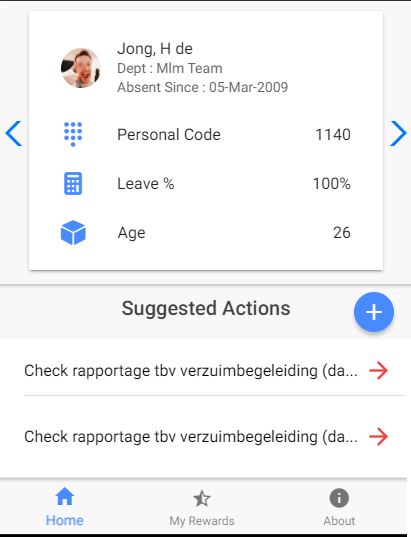 Jong, H de
Dept : Mlm Team
Absent Since : 05-Mar-2009
Personal Code 1140
Leave % 100%
Age 26
Suggested Actions
Check rapportage tbv verzuimbegeleiding (da...
Check rapportage tbv verzuimbegeleiding (da...
Home My Rewards About